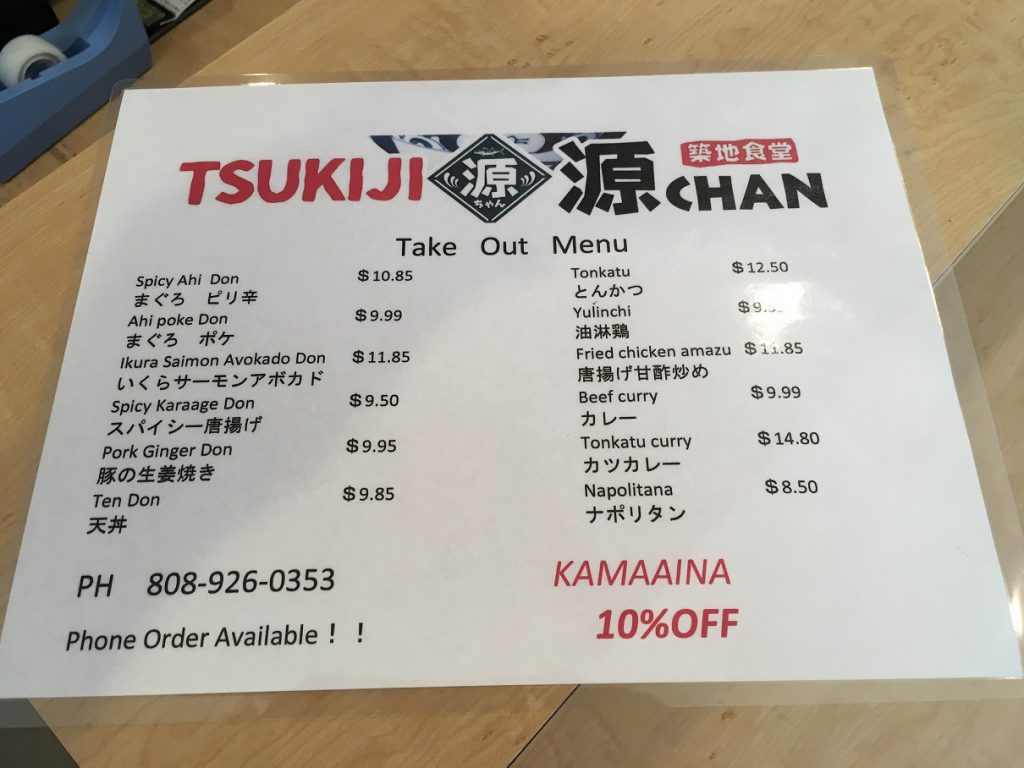 築地食堂
TSUKIJI 源 ちゃん 源 CHAN
Take Out Menu
Spicy Ahi Don $10.85
まぐろ ピリ辛
Ahi poke Don $9.99
まぐろ ポケ
Ikura Saimon Avokado Don $11.85
いくらサーモンアボカド
Spicy Karaage Don $9.50
スパイシー唐揚げ
Pork Ginger Don $9.95
豚の生姜焼き
Ten Don $9.85
天丼
Tonkatu $12.50
とんかつ
Yulinchi
油淋鶏
Fried chicken amazu $11.85
唐揚げ甘酢炒め
Beef curry $9.99
カレー
Tonkatu curry $14.80
カツカレー
Napolitana $8.50
ナポリタン
PH 808-926-0353
Phone Order Available！！
KAMAAINA
10%OFF